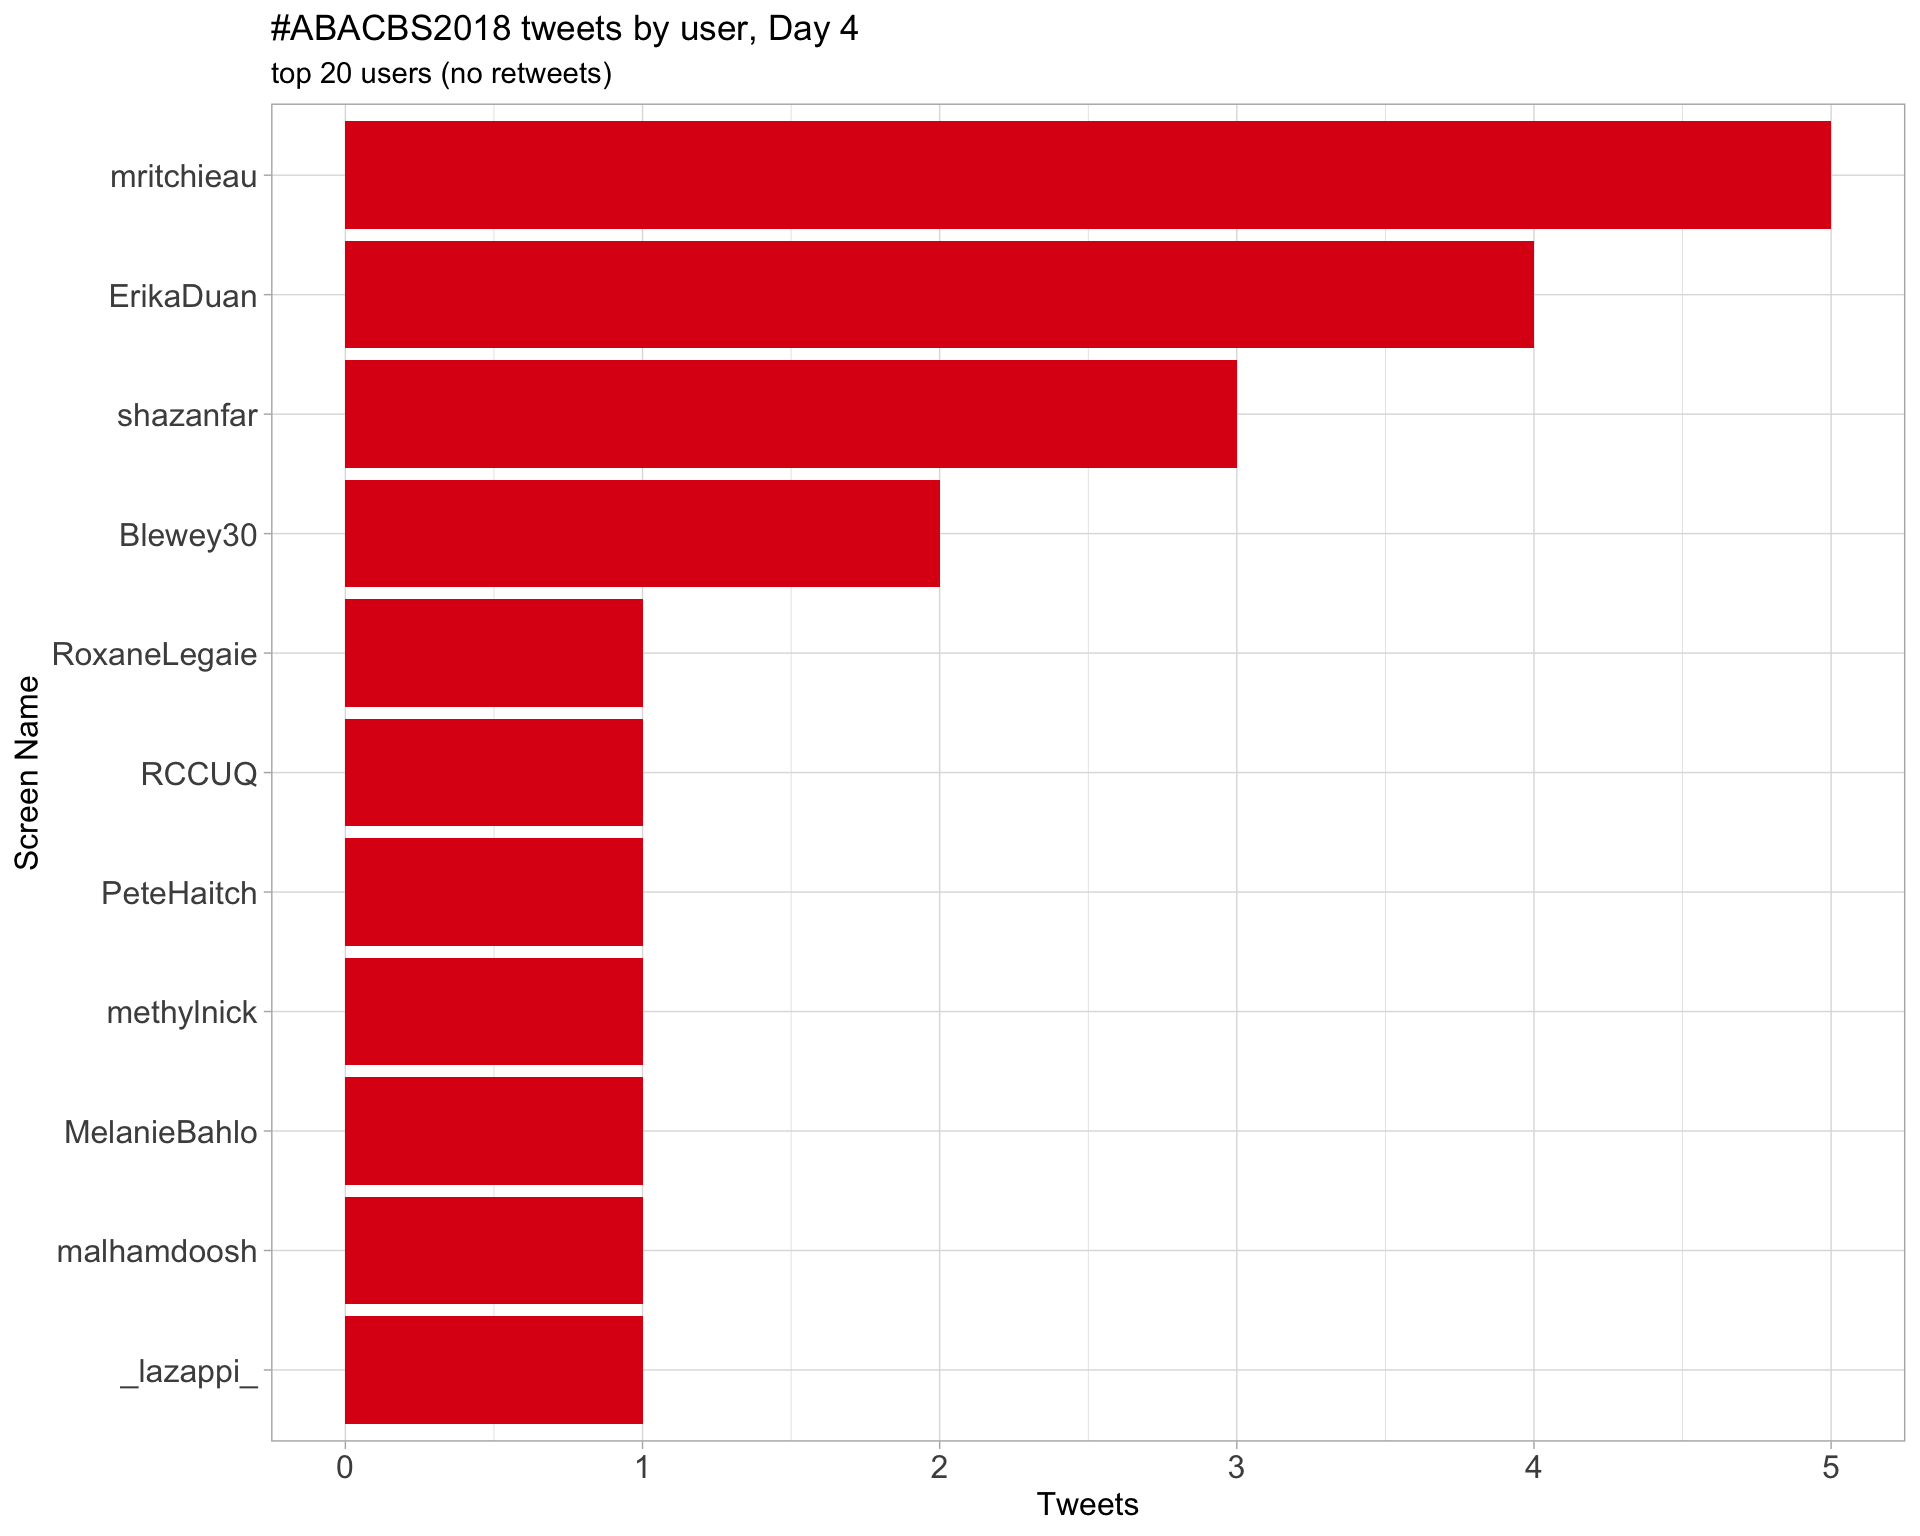 #ABACBS2018 tweets by user, Day 4
top 20 users (no retweets)
Screen Name
mritchieau
ErikaDuan
shazanfar
Blewey30
RoxaneLegaie
RCCUQ
PeteHaitch
methylnick
MelanieBahlo
malhamdoosh
_lazappi_
0 1 2 3 4 5
Tweets